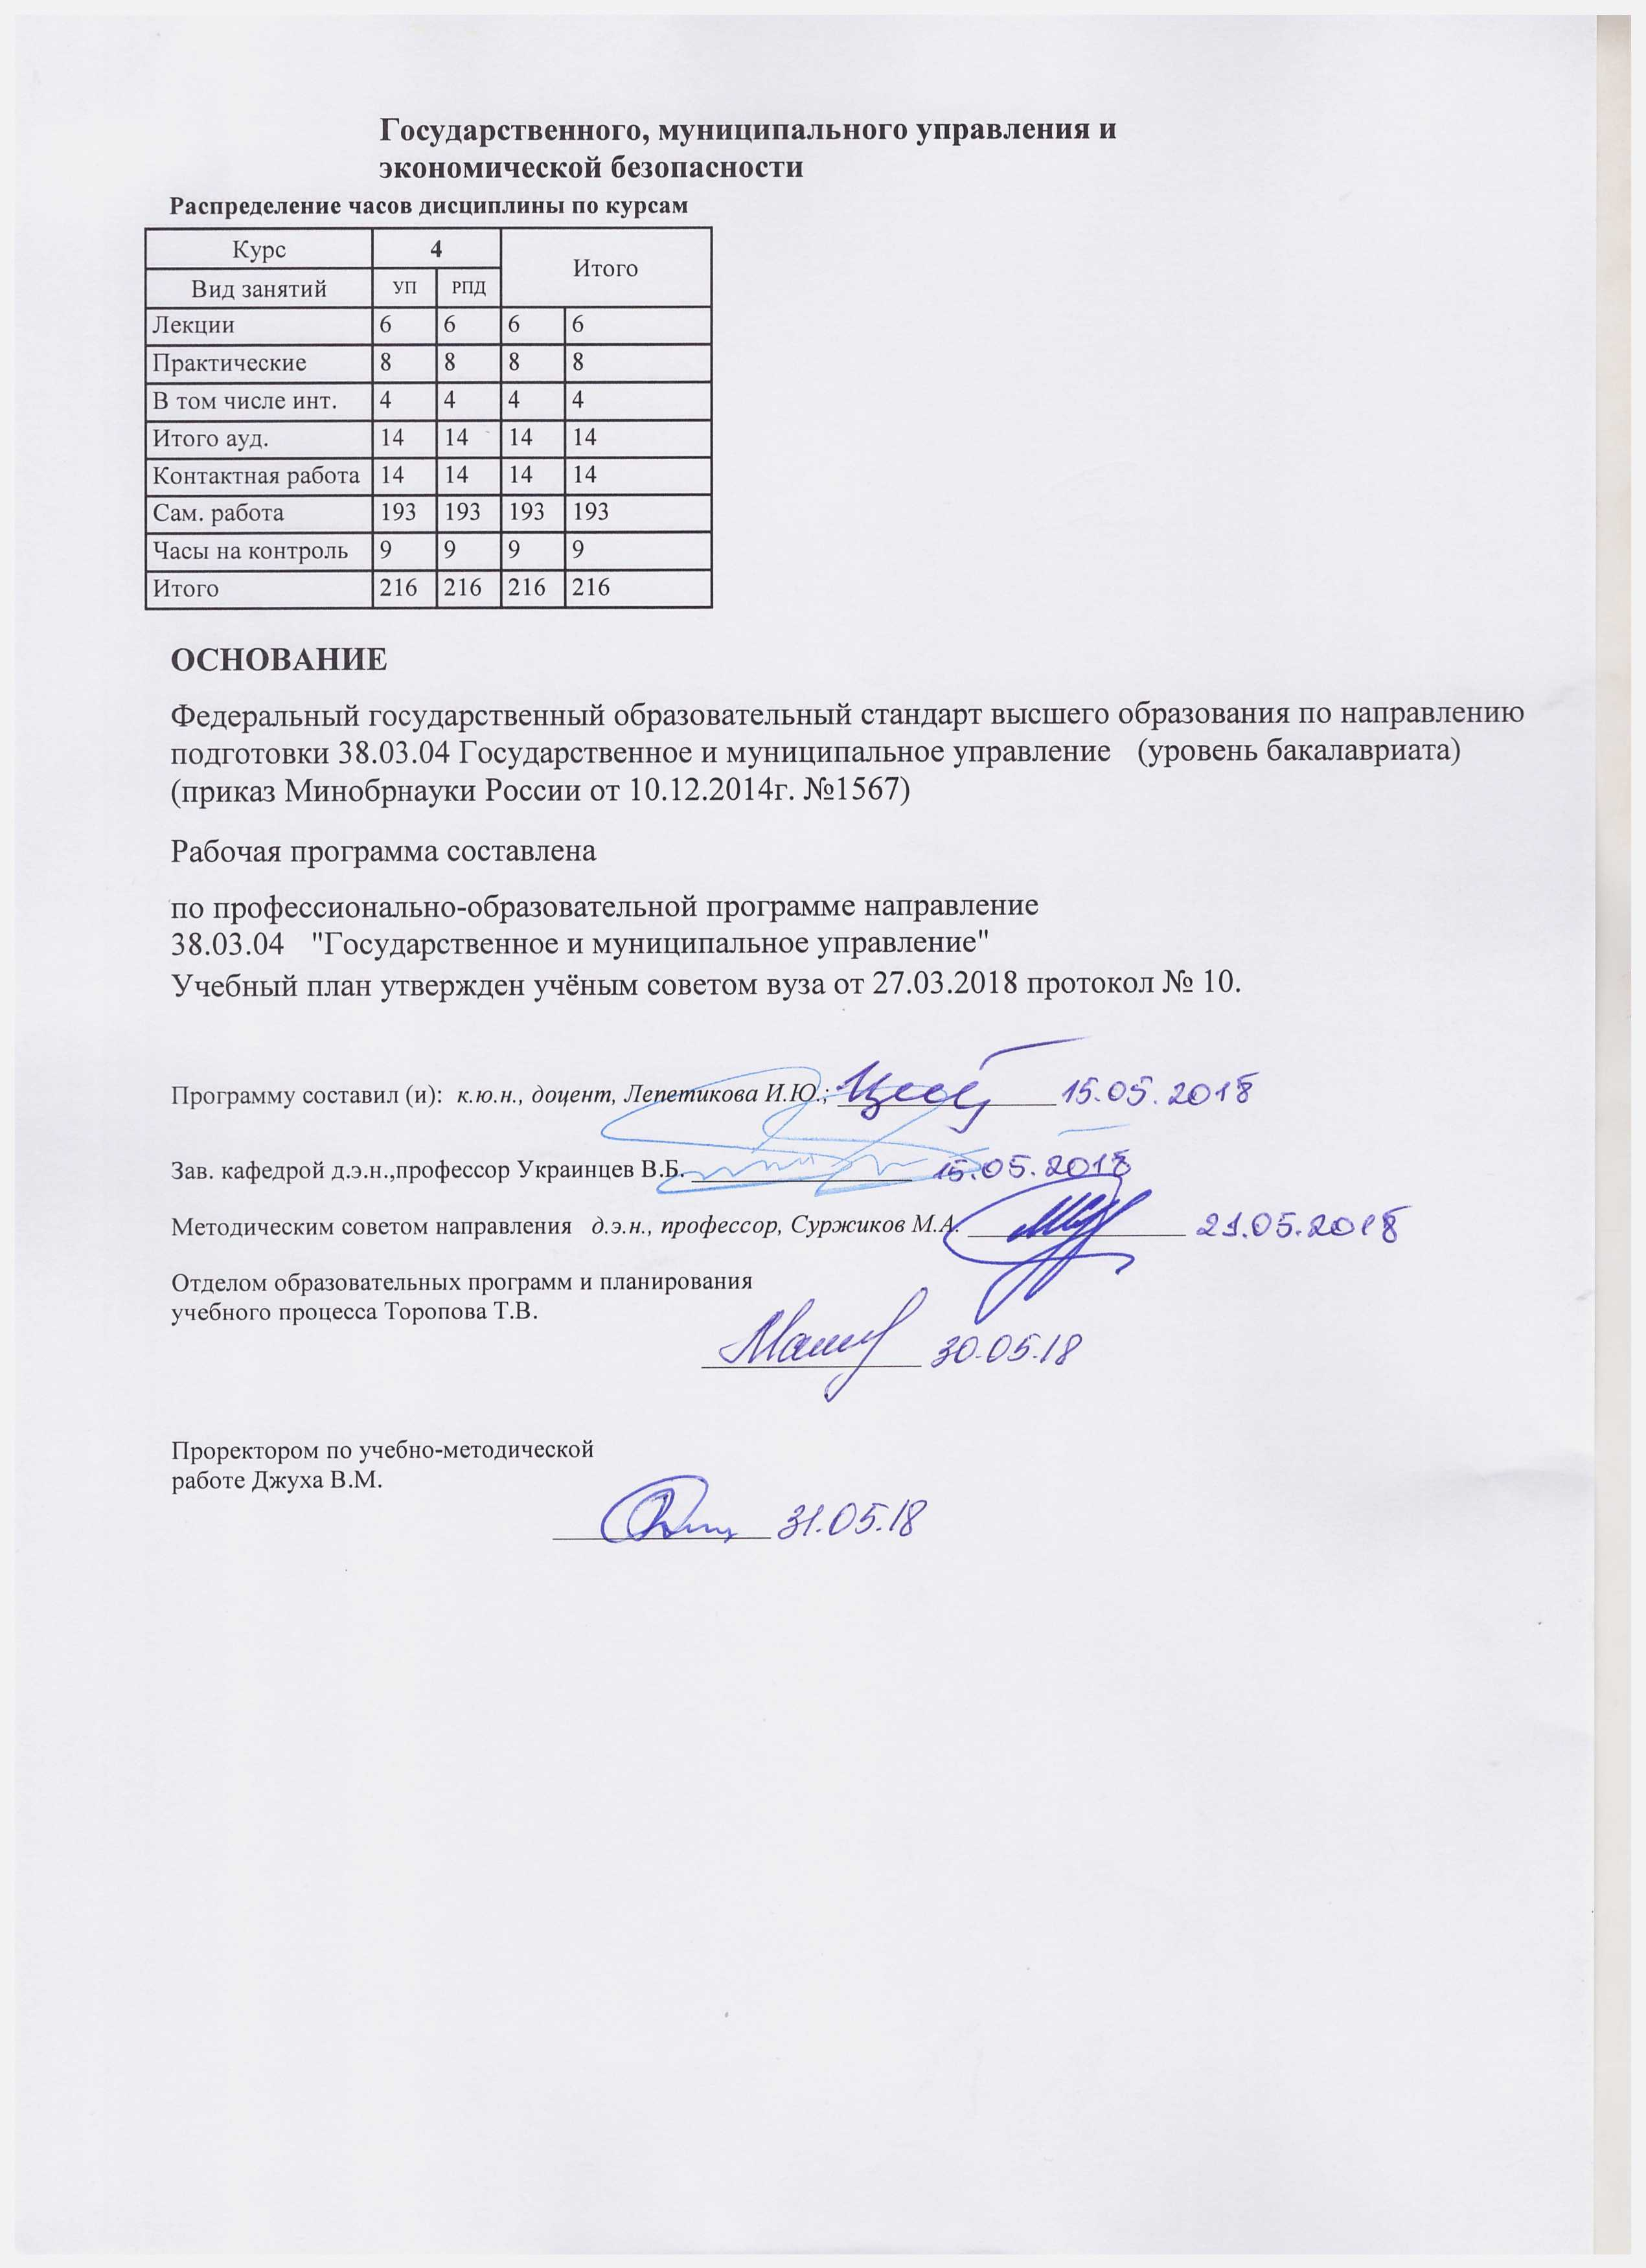 Государственного, муниципального управления и
экономической безопасности
Распределение часов дисциплины по курсам
Курс 4 Итого
Вид занятий УП РПД
Лекции 6 6 6 6
Практические 8 8 8 8
В том числе инт. 4 4 4 4
Итого ауд. 14 14 14 14
Контактная работа 14 14 14 14
Сам. работа 193 193 193 193
Часы на контроль 9 9 9 9
Итого 216 216 216 216
ОСНОВАНИЕ
Федеральный государственный образовательный стандарт высшего образования по направлению
подготовки 38.03.04 Государственное и муниципальное управление (уровень бакалавриата)
(приказ Минобрнауки России от 10.12.2014г. №1567)
Рабочая программа составлена
по профессионально-образовательной программе направление
38.03.04 "Государственное и муниципальное управление"
Учебный план утвержден учёным советом вуза от 27.03.2018 протокол № 10.
Программу составил (и): к.ю.н., доцент, Лепетикова И.Ю.; 15.05.2018
Зав. кафедрой д.э.н.,профессор Украинцев В.Б. 15.05.2018
Методическим советом направления д.э.н., профессор, Суржиков М.А. 21.05.2018
Отделом образовательных программ и планирования
учебного процесса Торопова Т.В.
30.05.18
Проректором по учебно-методической
работе Джуха В.М.
31.05.18